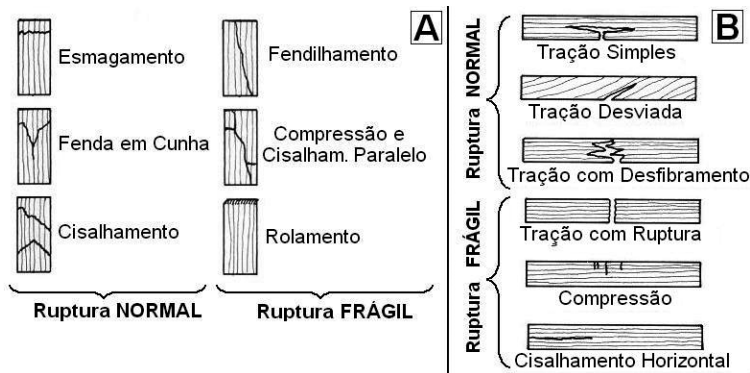 A
Esmagamento
Fendilhamento
Fenda em Cunha
Compressão e
Cisalham. Paralelo
Cisalhamento
Rolamento
Ruptura NORMAL
Ruptura FRÁGIL
B
Ruptura NORMAL
Tração Simples
Tração Desviada
Tração com Desfibramento
Ruptura FRÁGIL
Tração com Ruptura
Compressão
Cisalhamento Horizontal